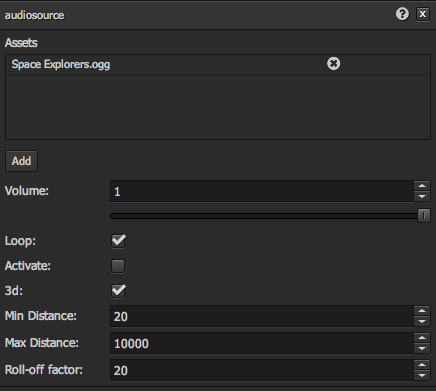 audiosource
Assets
Space Explorers.ogg
Add
Volume: 1
Loop:
Activate:
3d:
Min Distance: 20
Max Distance: 10000
Roll-off factor: 20